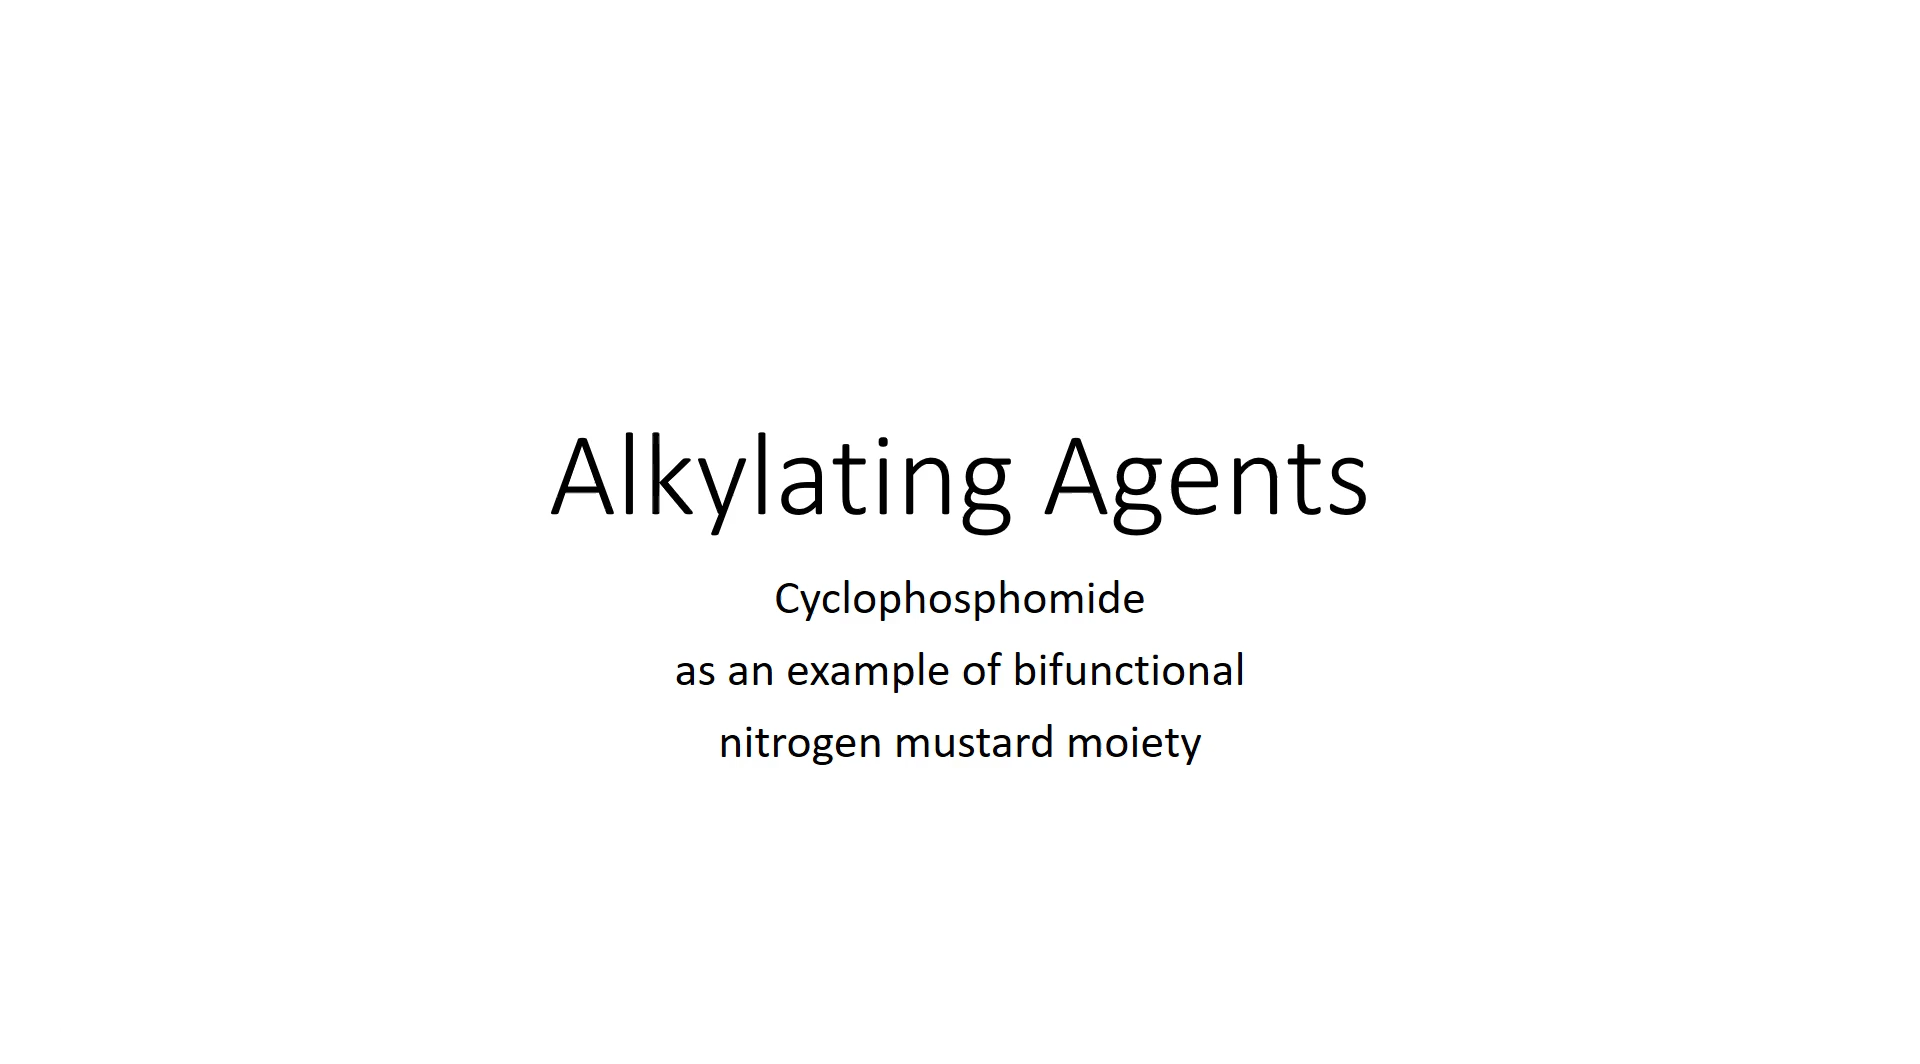 Alkylating Agents
Cyclophosphomide
as an example of bifunctional
nitrogen mustard moiety